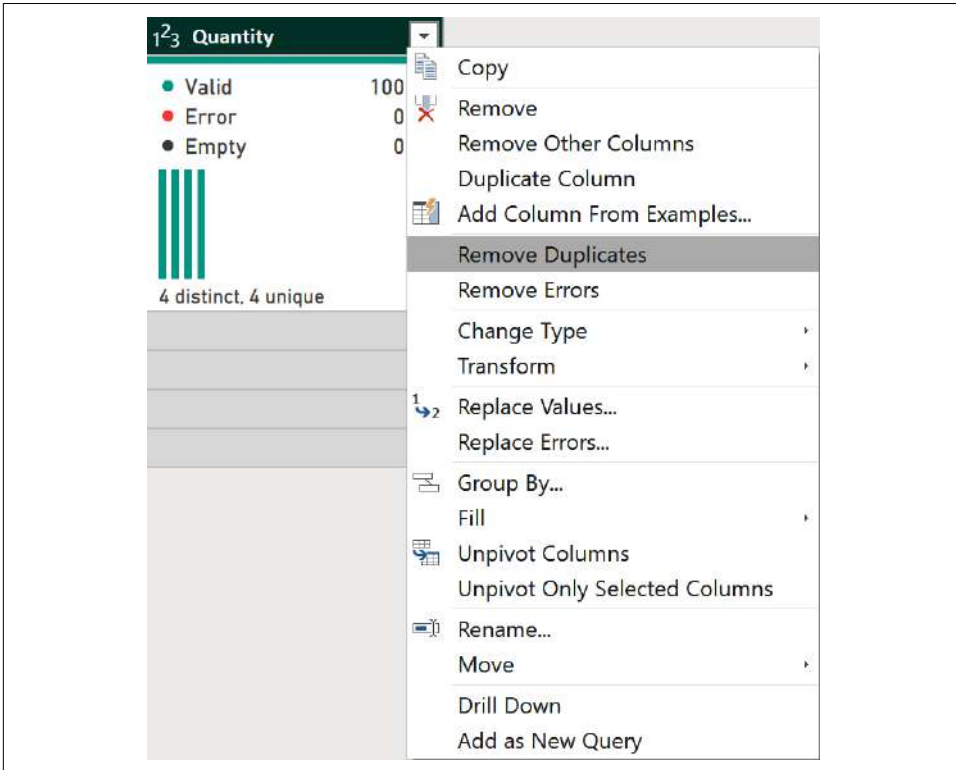 1²3 Quantity
Valid 100
Error 0
Empty 0
4 distinct, 4 unique
Copy
Remove
Remove Other Columns
Duplicate Column
Add Column From Examples...
Remove Duplicates
Remove Errors
Change Type
Transform
1 2 Replace Values...
Replace Errors...
Group By...
Fill
Unpivot Columns
Unpivot Only Selected Columns
Rename...
Move
Drill Down
Add as New Query